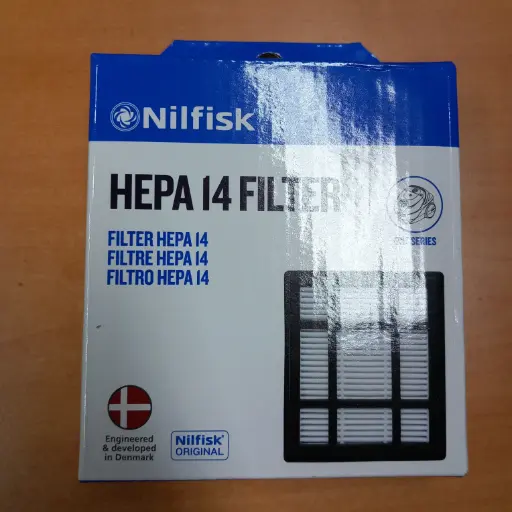 Nilfisk
HEPA 14 FILTER
SERIES
FILTER HEPA 14
FILTRE HEPA 14
FILTRO HEPA 14
Engineered
& developed
in Denmark
Nilfisk®
ORIGINAL